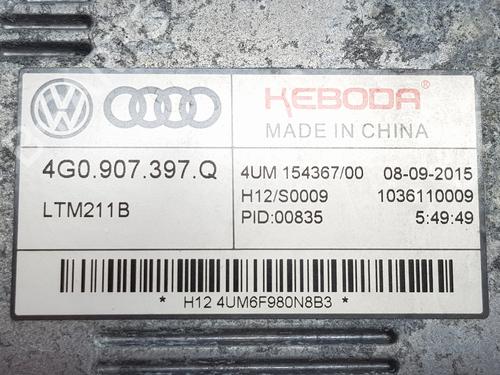 KEBODA®
MADE IN CHINA
4G0.907.397.Q
LTM211B
4UM 154367/00 08-09-2015
H12/S0009 1036110009
PID:00835 5:49:49
* H12 4UM6F980N8B3 *